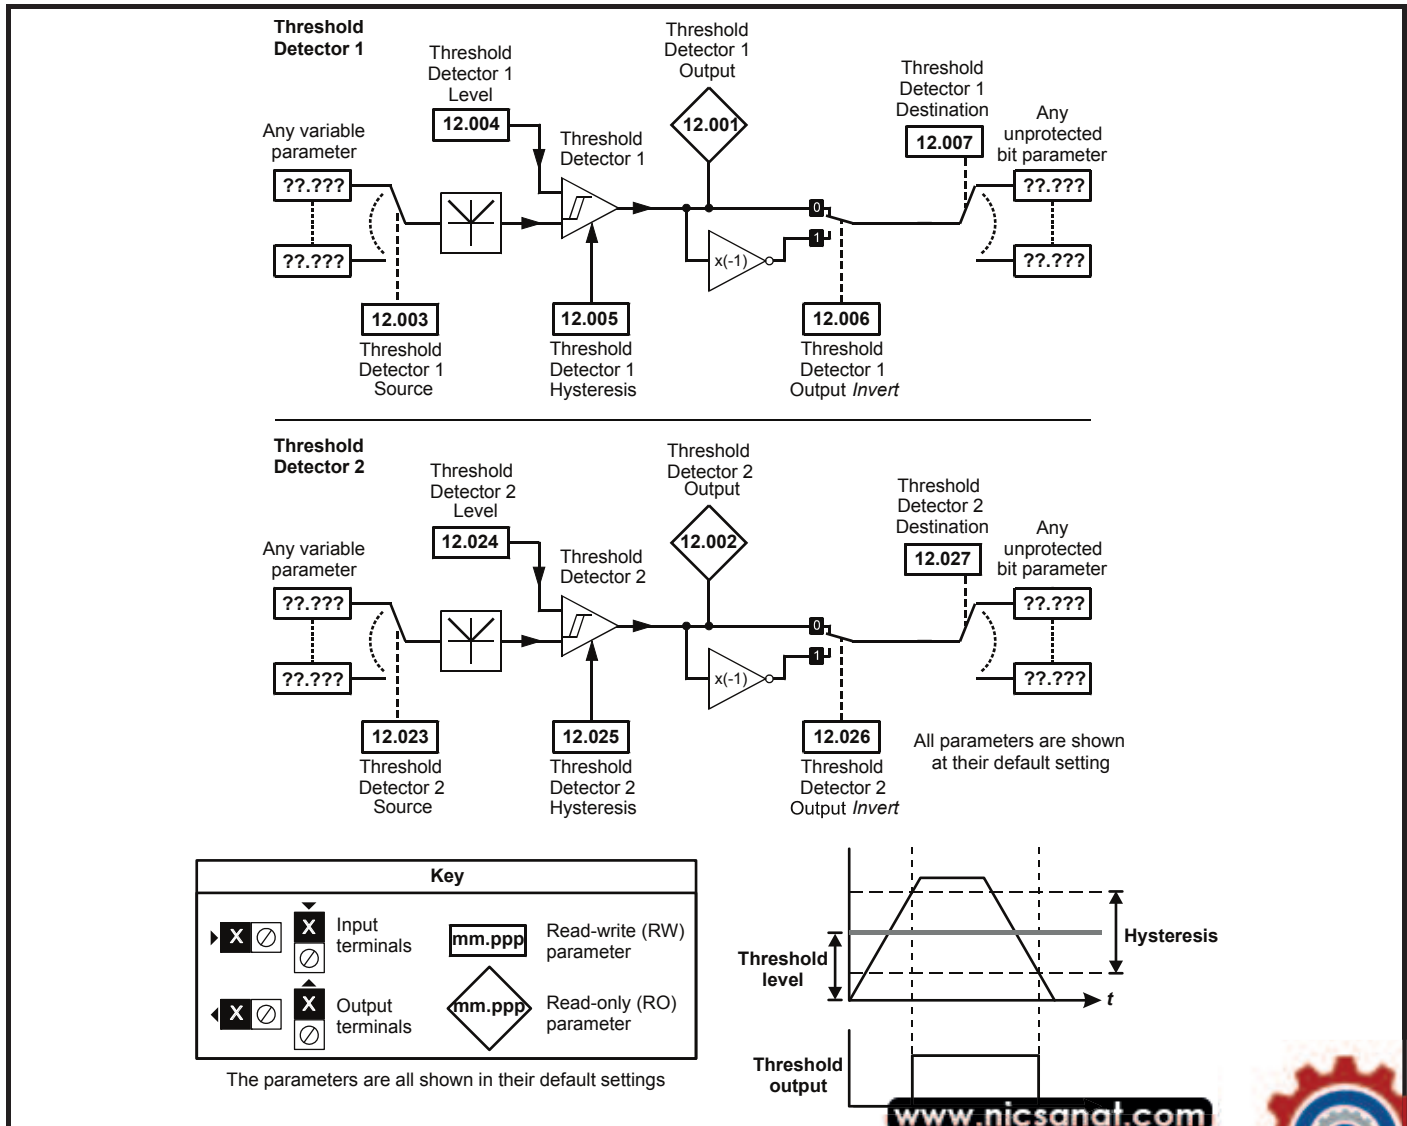 Threshold
Detector 1
Threshold
Detector 1
Level
12.004
Threshold
Detector 1
Output
12.001
Threshold
Detector 1
Destination
12.007
Any variable
parameter
??.???
??.???
Threshold
Detector 1
Any
unprotected
bit parameter
??.???
??.???
0
1
x(-1)
12.003
Threshold
Detector 1
Source
12.005
Threshold
Detector 1
Hysteresis
12.006
Threshold
Detector 1
Output Invert
Threshold
Detector 2
Threshold
Detector 2
Level
12.024
Threshold
Detector 2
Output
12.002
Threshold
Detector 2
Destination
12.027
Any variable
parameter
??.???
??.???
Threshold
Detector 2
Any
unprotected
bit parameter
??.???
??.???
0
1
x(-1)
12.023
Threshold
Detector 2
Source
12.025
Threshold
Detector 2
Hysteresis
12.026
Threshold
Detector 2
Output Invert
All parameters are shown
at their default setting
Key
X
X
Input
terminals
mm.ppp
Read-write (RW)
parameter
X
X
Output
terminals
mm.ppp
Read-only (RO)
parameter
The parameters are all shown in their default settings
Threshold
level
Hysteresis
t
Threshold
output
www.nicsanat.com